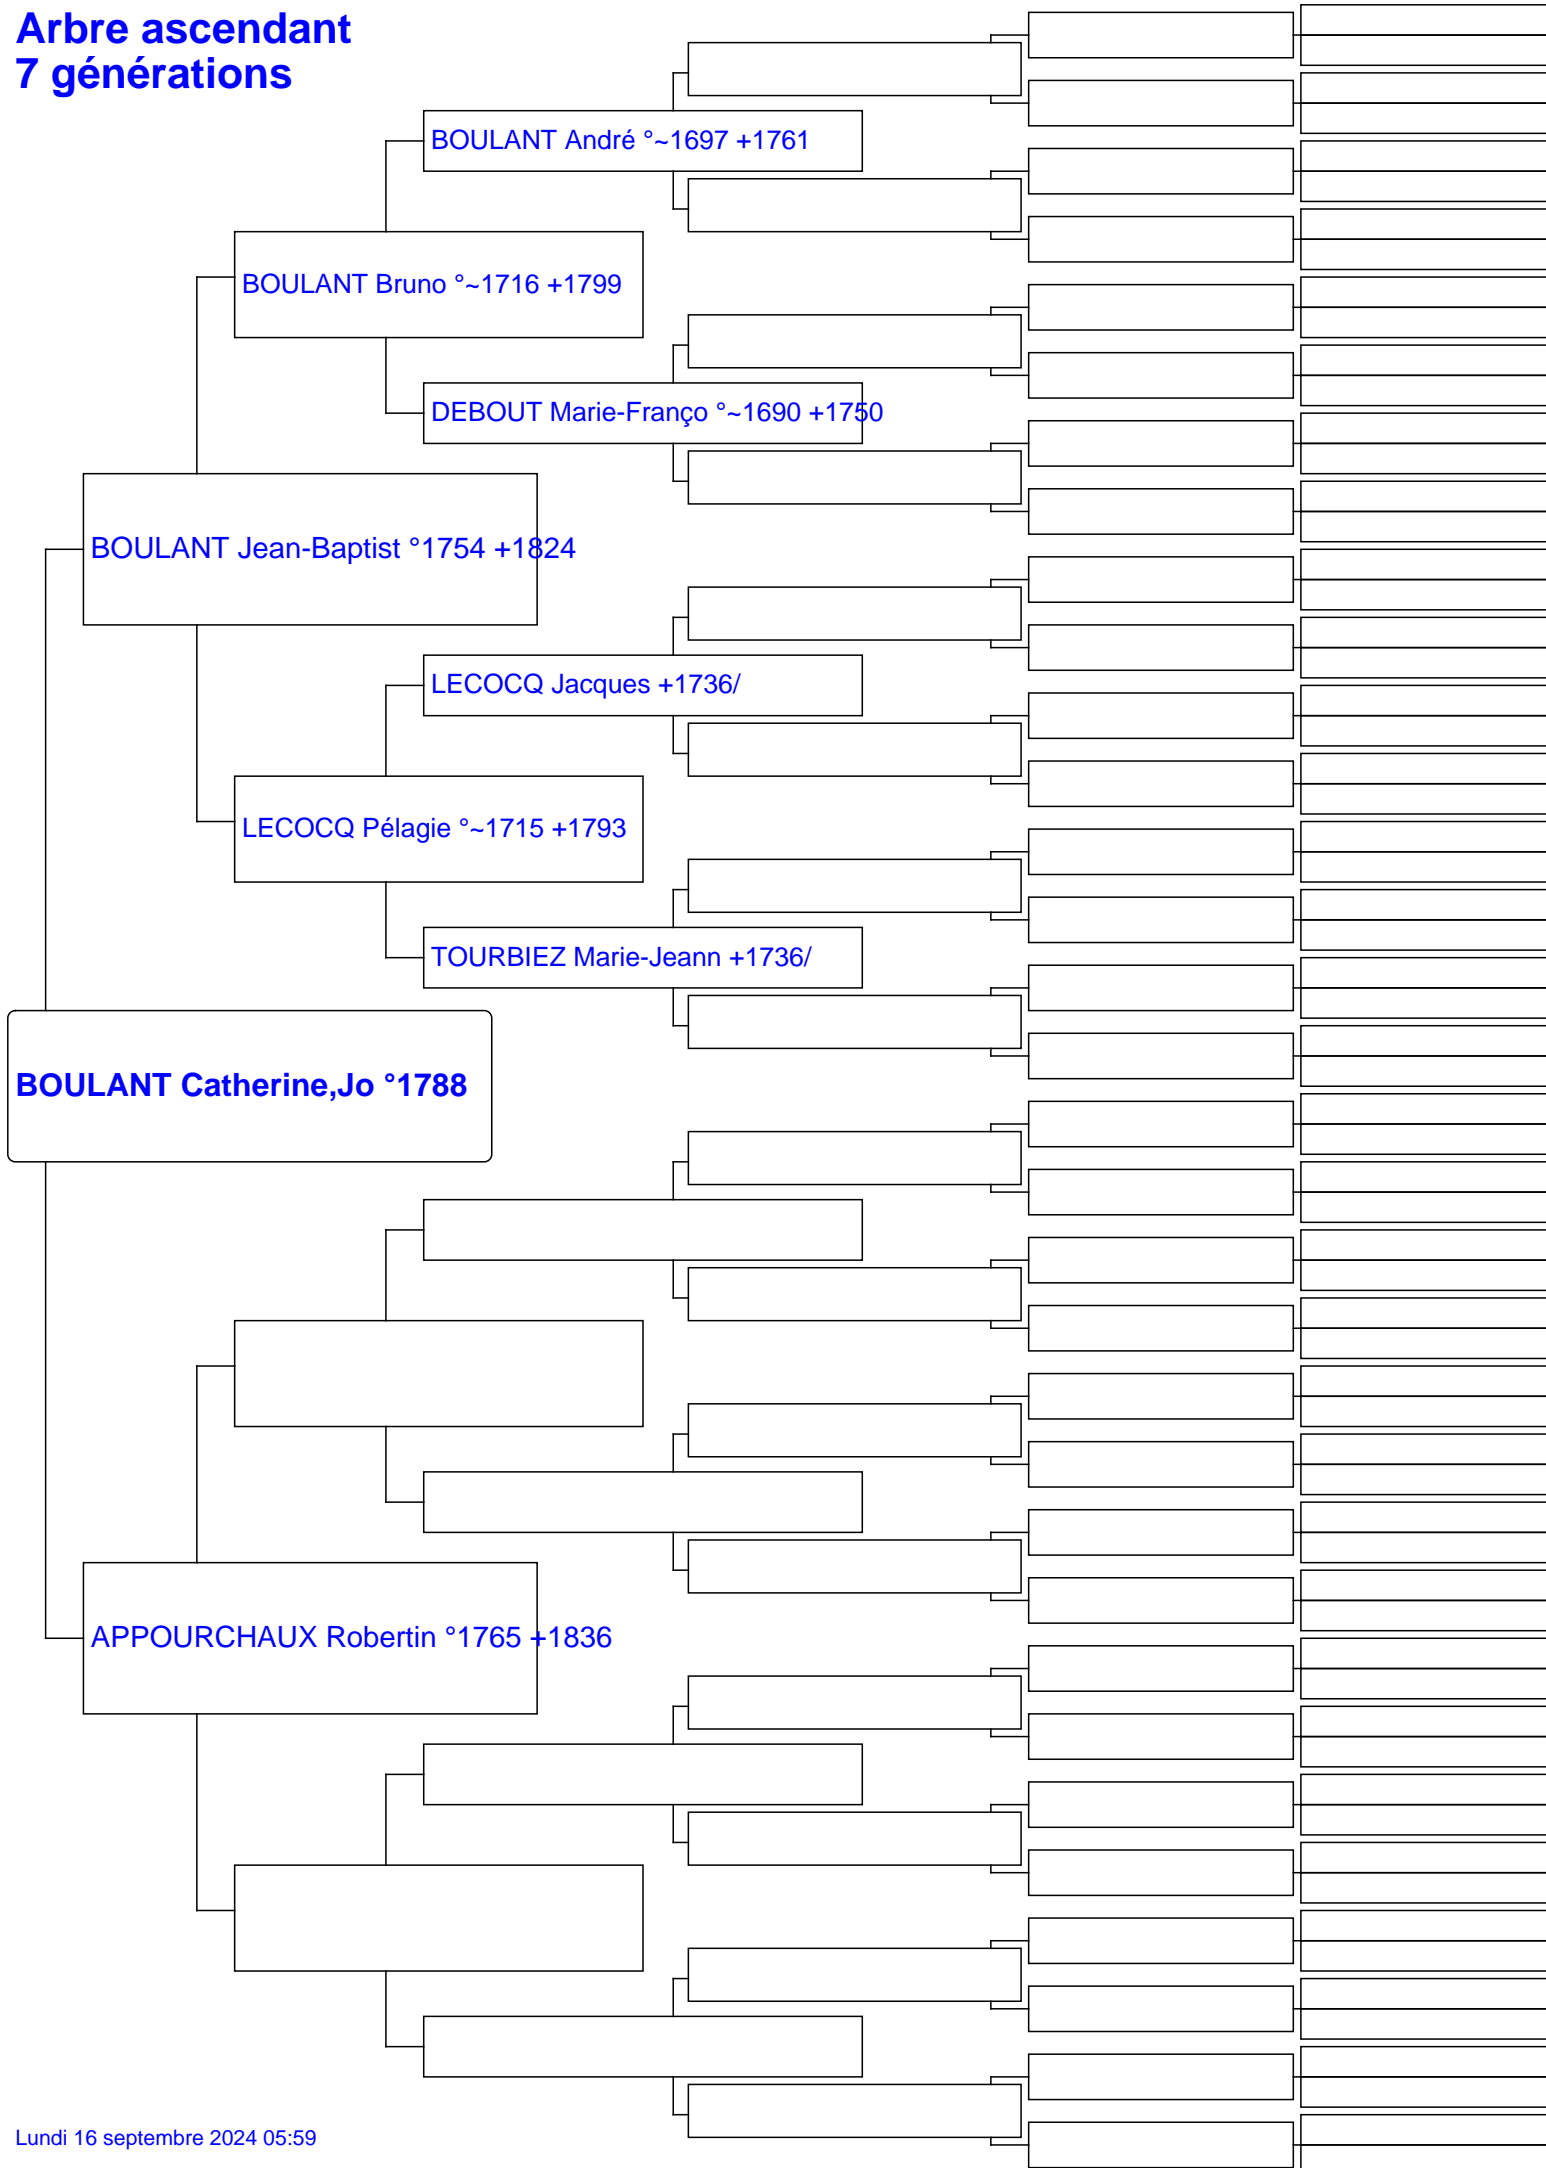 Arbre ascendant
7 générations
BOULANT André °~1697 +1761
BOULANT Bruno °~1716 +1799
DEBOUT Marie-Franço °~1690 +1750
BOULANT Jean-Baptist °1754 +1824
LECOCQ Jacques +1736/
LECOCQ Pélagie °~1715 +1793
TOURBIEZ Marie-Jeann +1736/
BOULANT Catherine,Jo °1788
APPOURCHAUX Robertin °1765 +1836
Lundi 16 septembre 2024 05:59